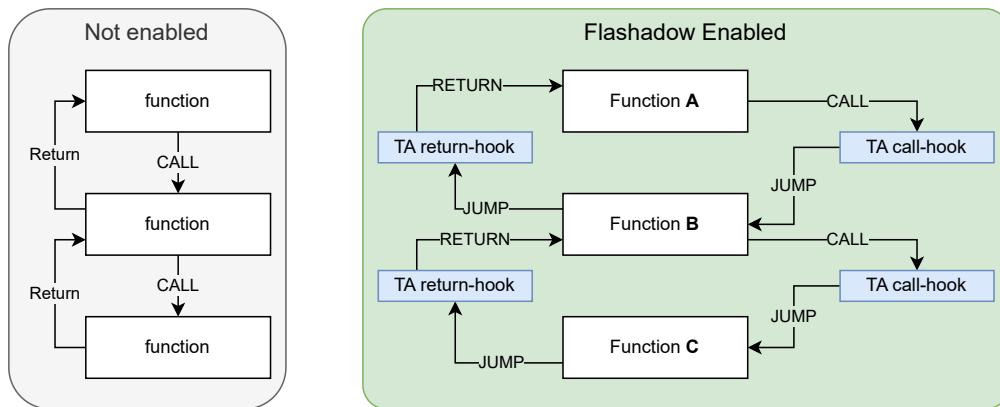 Not enabled
function
Return
CALL
function
Return
CALL
function
Flashadow Enabled
RETURN
Function A
CALL
TA return-hook
TA call-hook
JUMP
JUMP
Function B
RETURN
CALL
TA return-hook
TA call-hook
JUMP
Function C
JUMP